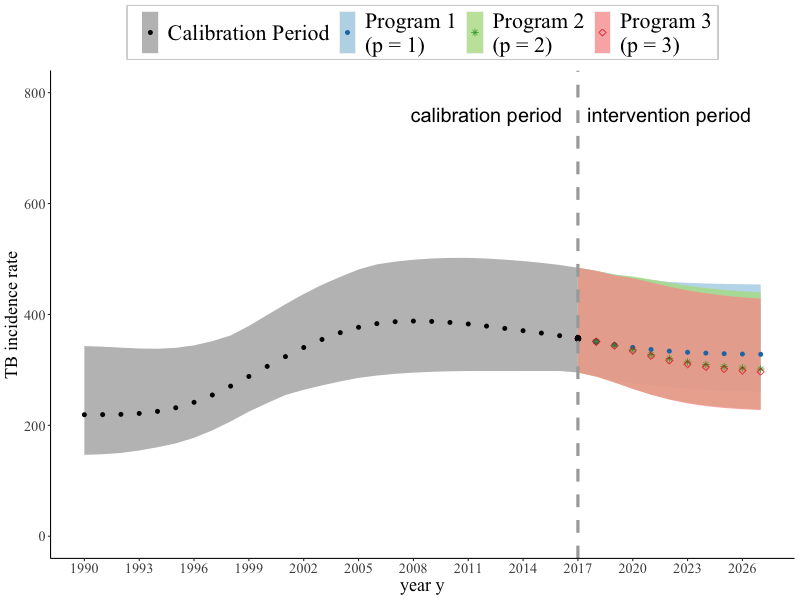 Calibration Period
Program 1
(p = 1)
Program 2
(p = 2)
Program 3
(p = 3)
calibration period
intervention period
TB incidence rate
800
600
400
200
0
1990 1993 1996 1999 2002 2005 2008 2011 2014 2017 2020 2023 2026
year y